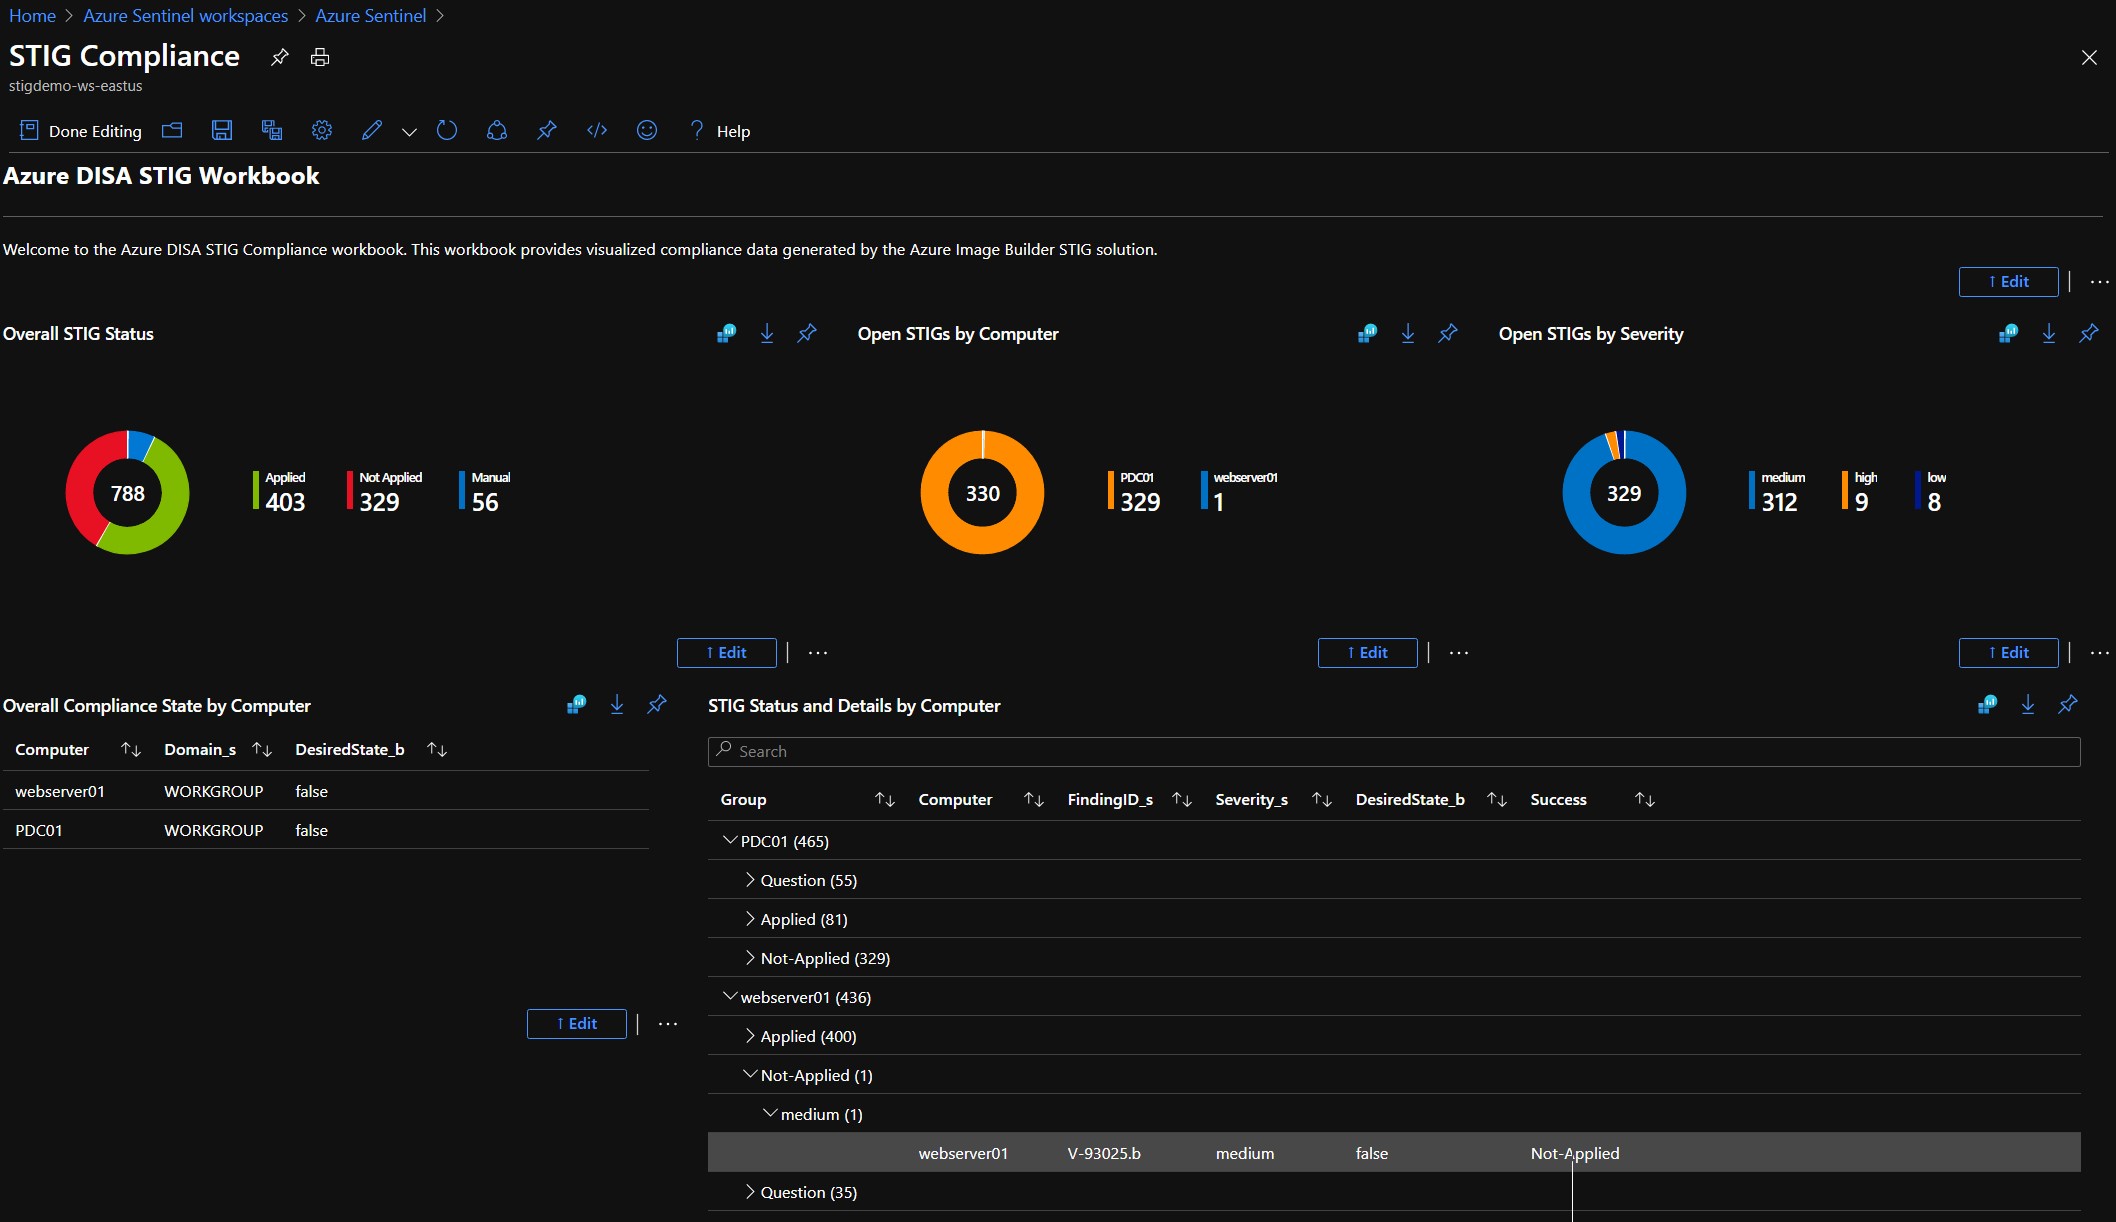 Home > Azure Sentinel workspaces > Azure Sentinel >
STIG Compliance
stigdemo-ws-eastus
Done Editing
? Help
Azure DISA STIG Workbook
Welcome to the Azure DISA STIG Compliance workbook. This workbook provides visualized compliance data generated by the Azure Image Builder STIG solution.
↑ Edit | ...
Overall STIG Status
788
Applied
403
Not Applied
329
Manual
56
↑ Edit | ...
Open STIGs by Computer
330
PDC01
329
webserver01
1
↑ Edit | ...
Open STIGs by Severity
329
medium
312
high
9
low
8
↑ Edit | ...
Overall Compliance State by Computer
Computer ↑↓ Domain_s ↑↓ DesiredState_b ↑↓
webserver01 WORKGROUP false
PDC01 WORKGROUP false
↑ Edit | ...
STIG Status and Details by Computer
Search
Group ↑↓ Computer ↑↓ FindingID_s ↑↓ Severity_s ↑↓ DesiredState_b ↑↓ Success ↑↓
PDC01 (465)
Question (55)
Applied (81)
Not-Applied (329)
webserver01 (436)
Applied (400)
Not-Applied (1)
medium (1)
webserver01 V-93025.b medium false Not-Applied
Question (35)